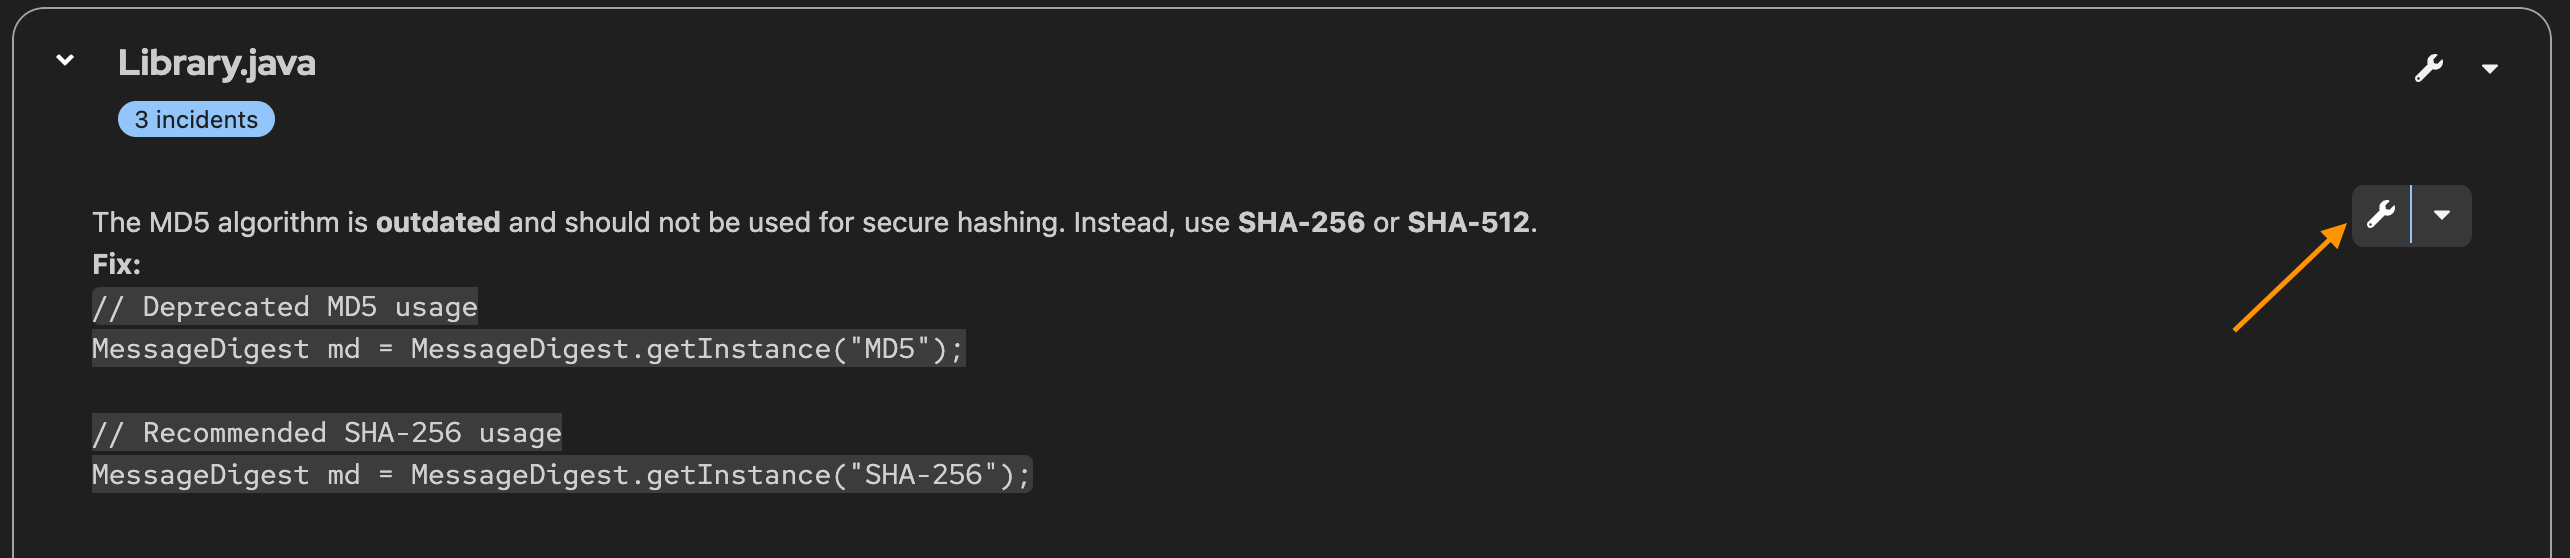 Library.java
3 incidents
The MD5 algorithm is outdated and should not be used for secure hashing. Instead, use SHA-256 or SHA-512.
Fix:
// Deprecated MD5 usage
MessageDigest md = MessageDigest.getInstance("MD5");
// Recommended SHA-256 usage
MessageDigest md = MessageDigest.getInstance("SHA-256");